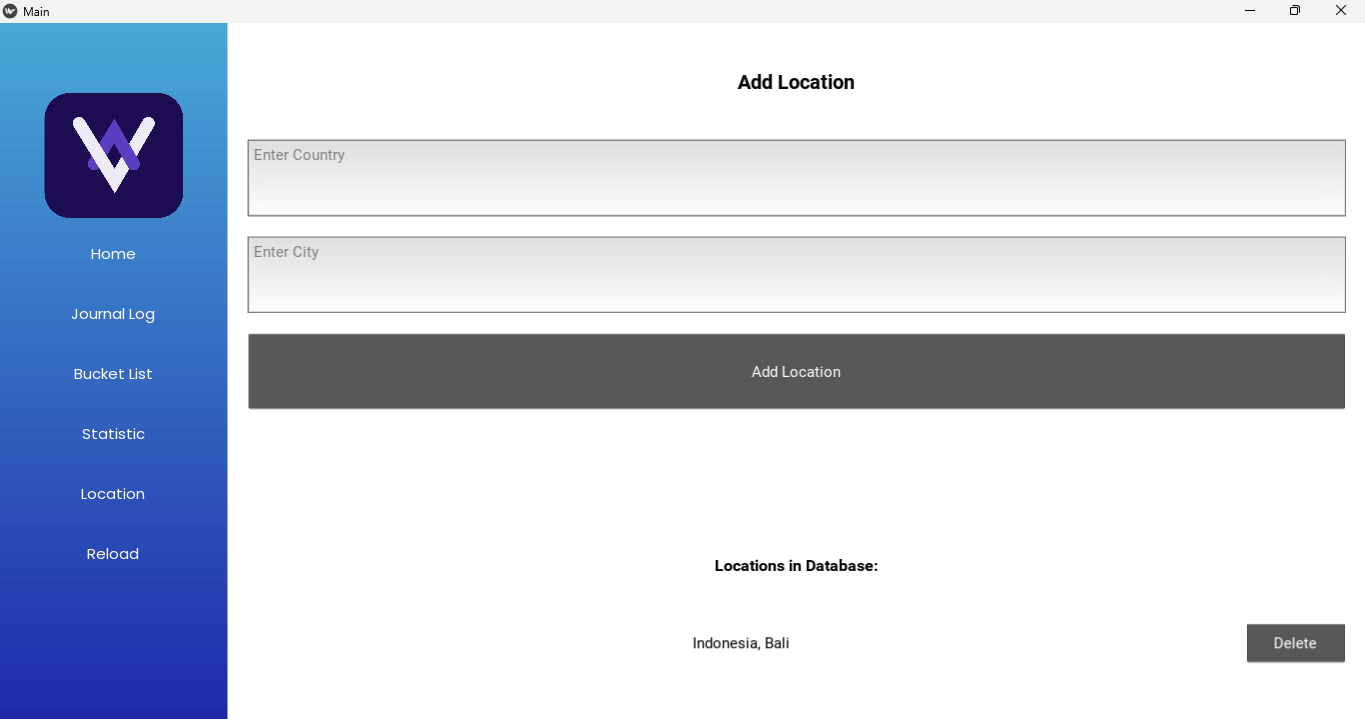 Main
Home
Journal Log
Bucket List
Statistic
Location
Reload
Add Location
Enter Country
Enter City
Add Location
Locations in Database:
Indonesia, Bali
Delete